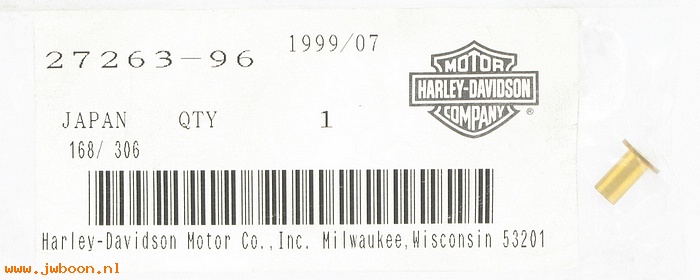 1999/07
27263-96
MOTOR
HARLEY-DAVIDSON
COMPANY
®
JAPAN QTY 1
168/ 306
Harley-Davidson Motor Co.,Inc. Milwaukee,Wisconsin 53201
© www.jwboon.nl